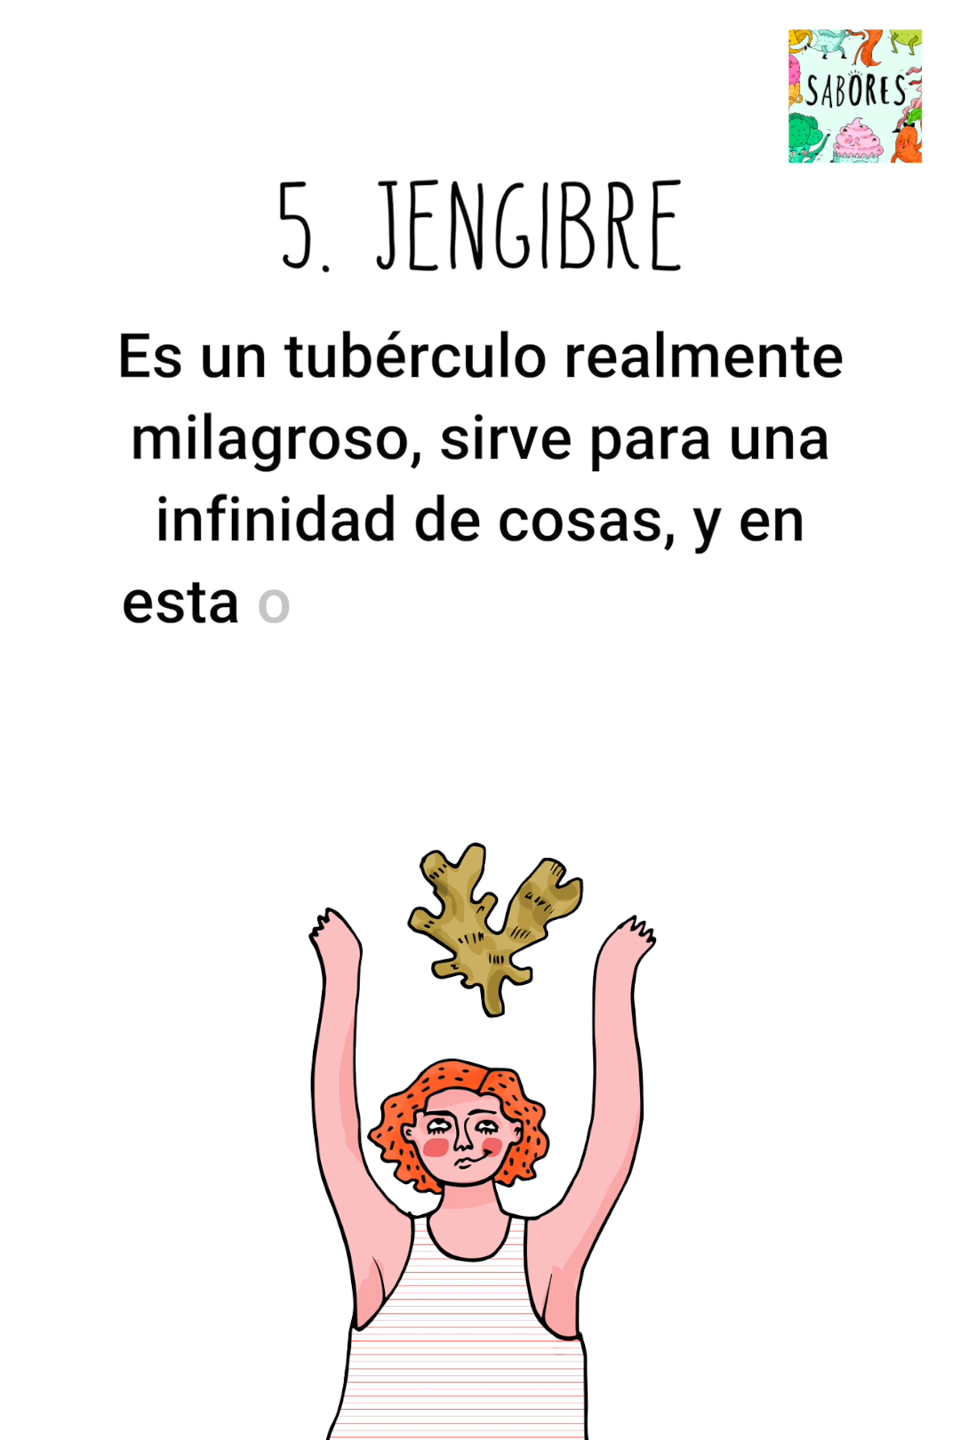 SABORES
5. JENGIBRE
Es un tubérculo realmente
milagroso, sirve para una
infinidad de cosas, y en
esta o